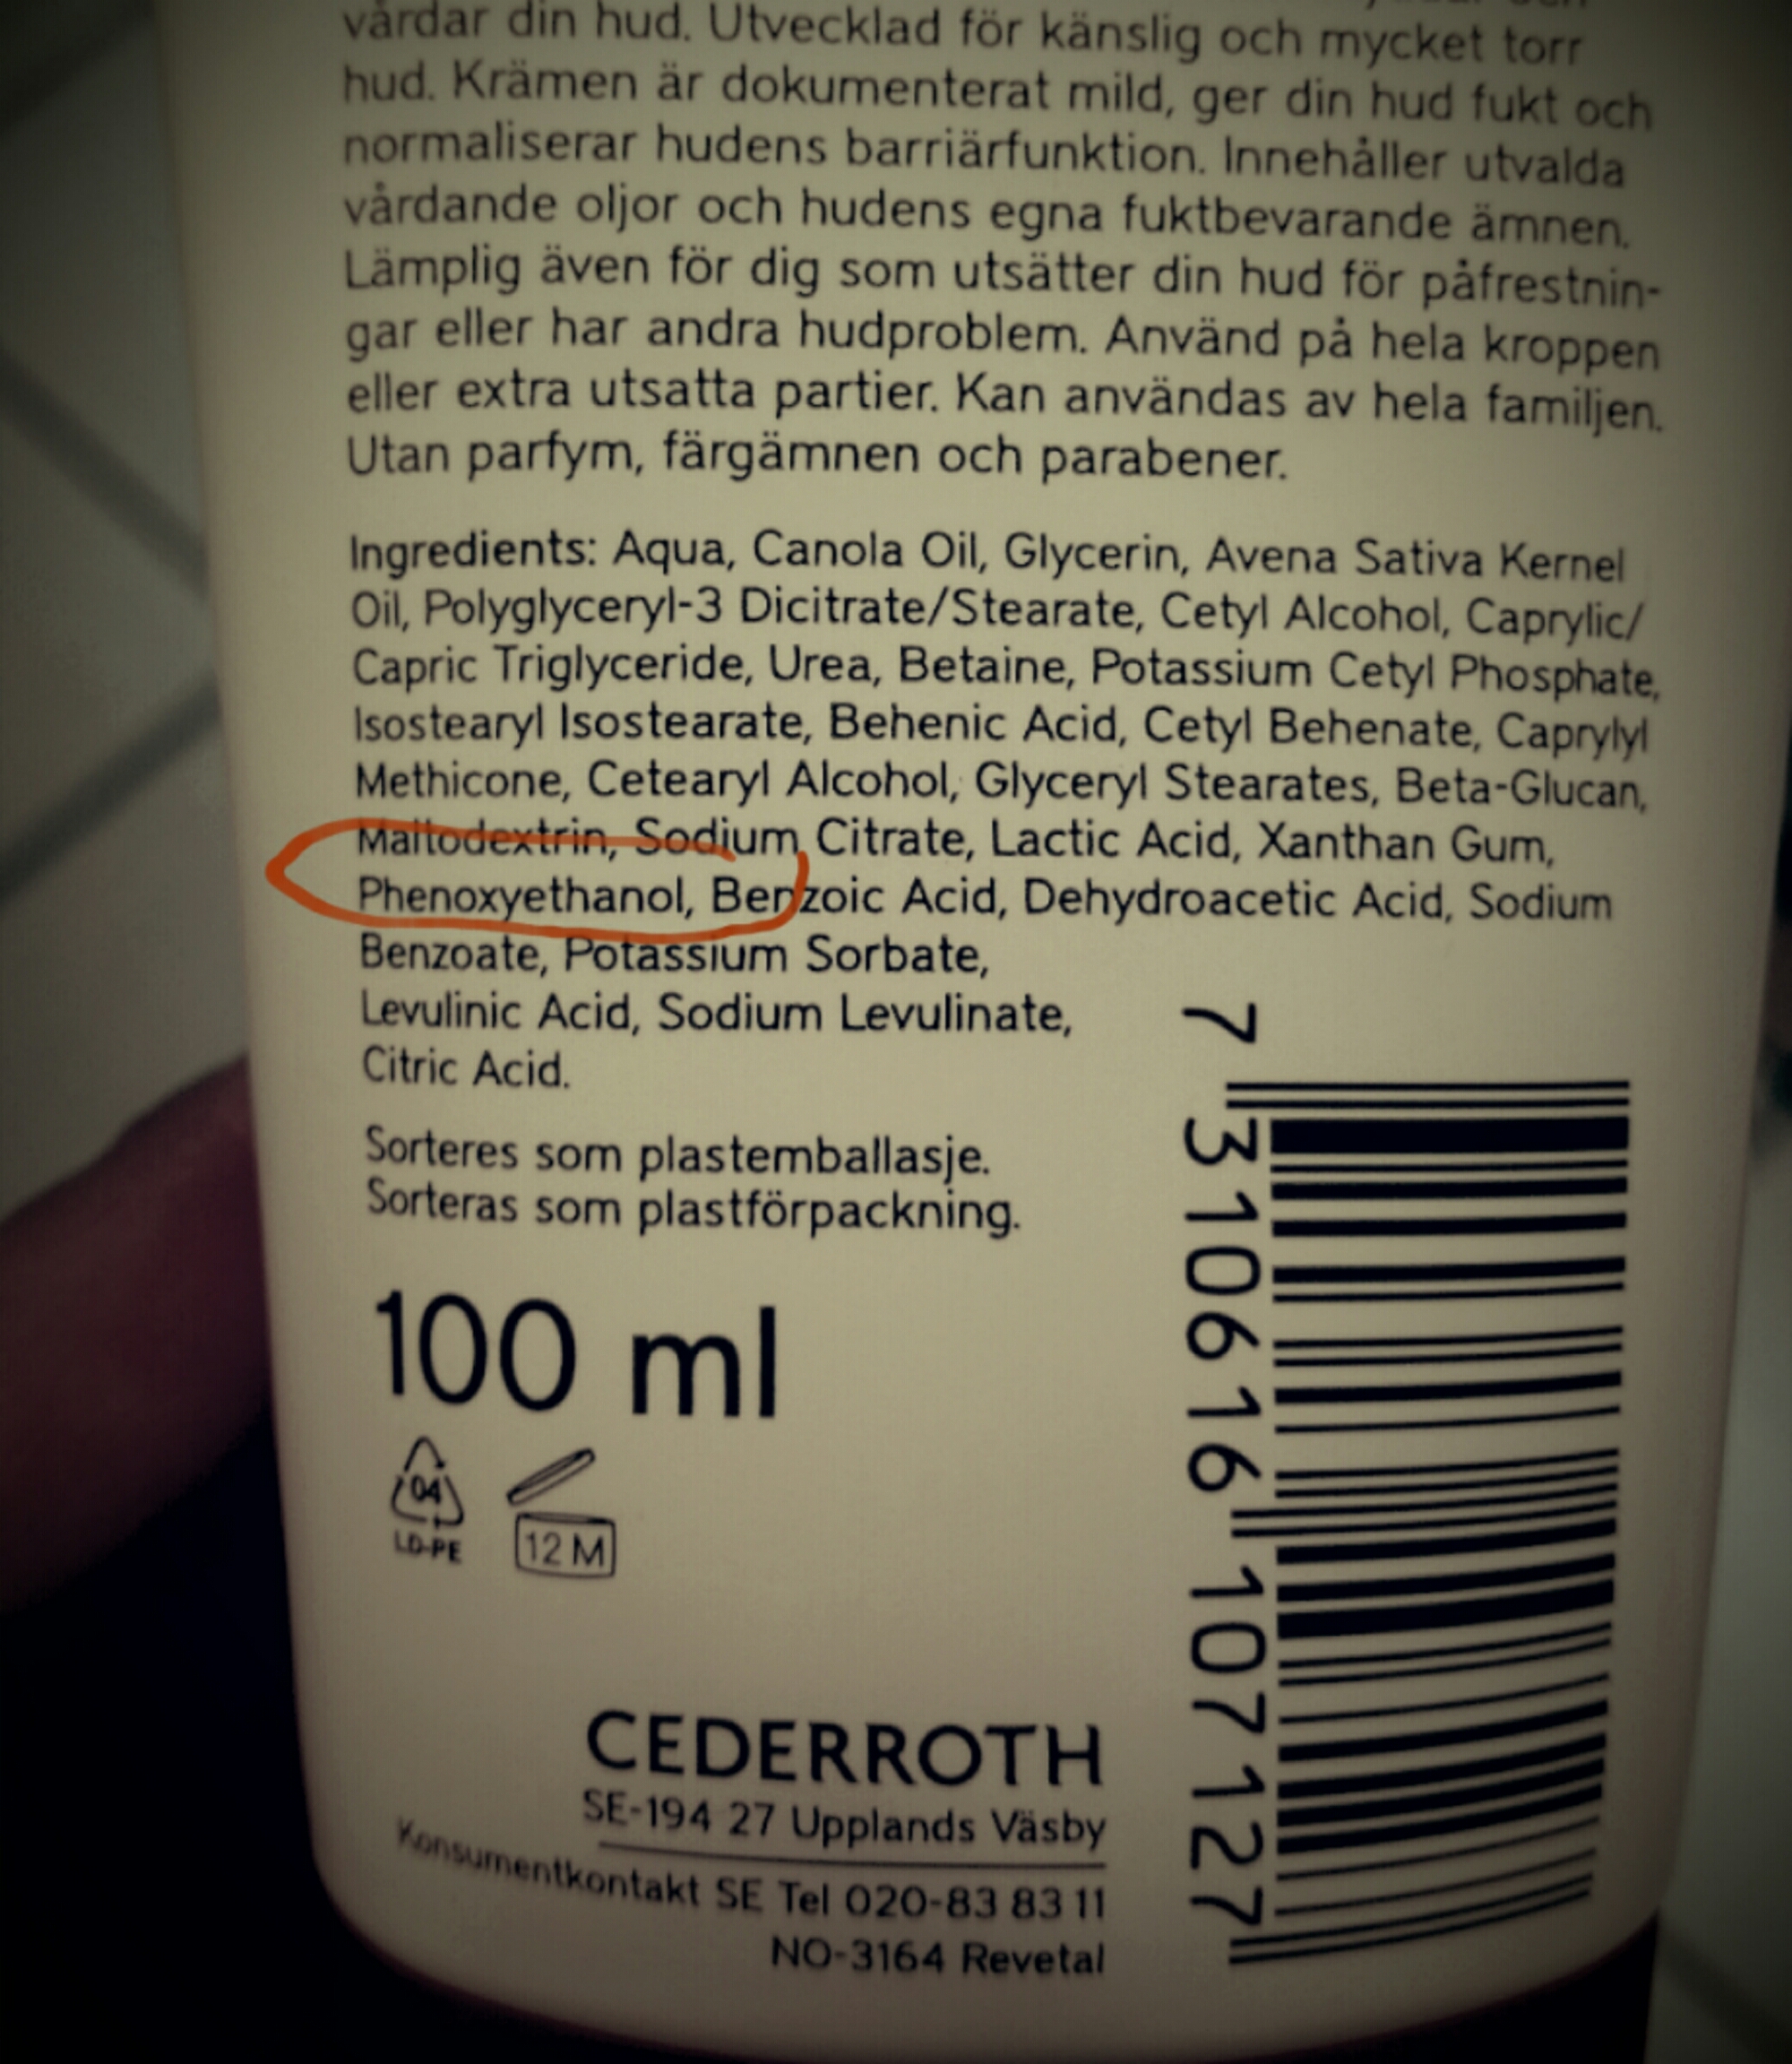 vårdar din hud. Utvecklad för känslig och mycket torr
hud. Krämen är dokumenterat mild, ger din hud fukt och
normaliserar hudens barriärfunktion. Innehåller utvalda
vårdande oljor och hudens egna fuktbevarande ämnen.
Lämplig även för dig som utsätter din hud för påfrestnin-
gar eller har andra hudproblem. Använd på hela kroppen
eller extra utsatta partier. Kan användas av hela familjen.
Utan parfym, färgämnen och parabener.
Ingredients: Aqua, Canola Oil, Glycerin, Avena Sativa Kernel
Oil, Polyglyceryl-3 Dicitrate/Stearate, Cetyl Alcohol, Caprylic/
Capric Triglyceride, Urea, Betaine, Potassium Cetyl Phosphate,
Isostearyl Isostearate, Behenic Acid, Cetyl Behenate, Caprylyl
Methicone, Cetearyl Alcohol, Glyceryl Stearates, Beta-Glucan,
Maltodextrin, Sodium Citrate, Lactic Acid, Xanthan Gum,
Phenoxyethanol, Benzoic Acid, Dehydroacetic Acid, Sodium
Benzoate, Potassium Sorbate,
Levulinic Acid, Sodium Levulinate,
Citric Acid.
Sorteres som plastemballasje.
Sorteras som plastförpackning.
100 ml
04
LD-PE
12 M
7 310616 107127
CEDERROTH
SE-194 27 Upplands Väsby
Konsumentkontakt SE Tel 020-83 83 11
NO-3164 Revetal